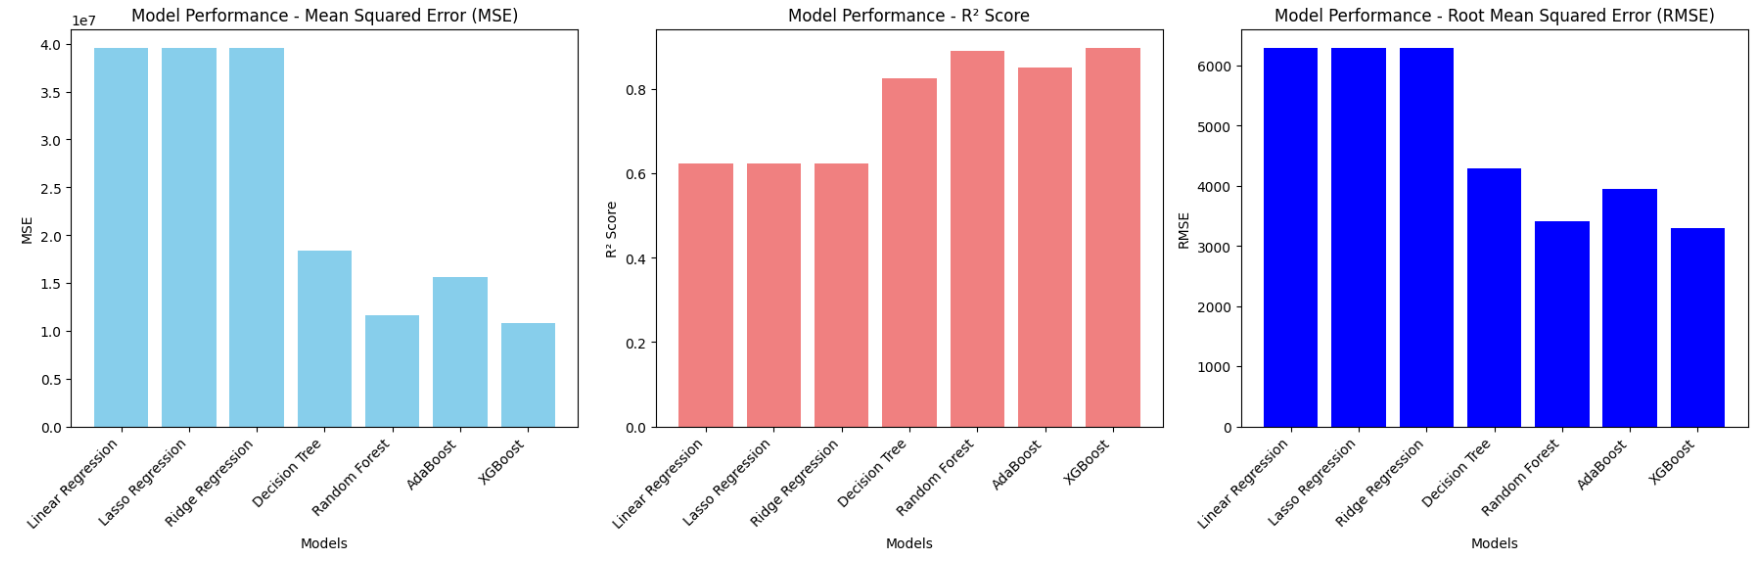 Model Performance - Mean Squared Error (MSE)
1e7
4.0
3.5
3.0
2.5
2.0
1.5
1.0
0.5
0.0
MSE
Linear Regression
Lasso Regression
Ridge Regression
Decision Tree
Random Forest
AdaBoost
XGBoost
Models
Model Performance - R² Score
0.8
0.6
0.4
0.2
0.0
R² Score
Linear Regression
Lasso Regression
Ridge Regression
Decision Tree
Random Forest
AdaBoost
XGBoost
Models
Model Performance - Root Mean Squared Error (RMSE)
6000
5000
4000
3000
2000
1000
0
RMSE
Linear Regression
Lasso Regression
Ridge Regression
Decision Tree
Random Forest
AdaBoost
XGBoost
Models